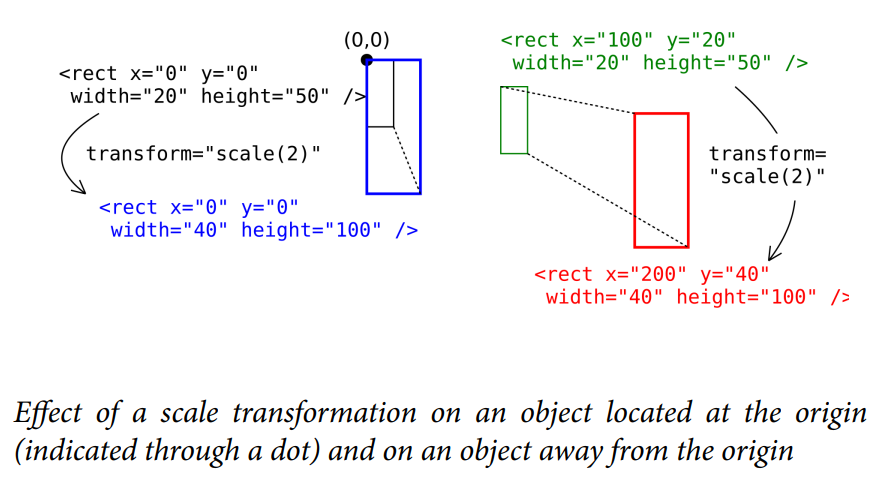 (0,0)
<rect x="0" y="0"
width="20" height="50" />
transform="scale(2)"
<rect x="0" y="0"
width="40" height="100" />
<rect x="100" y="20"
width="20" height="50" />
transform=
"scale(2)"
<rect x="200" y="40"
width="40" height="100" />
Effect of a scale transformation on an object located at the origin
(indicated through a dot) and on an object away from the origin